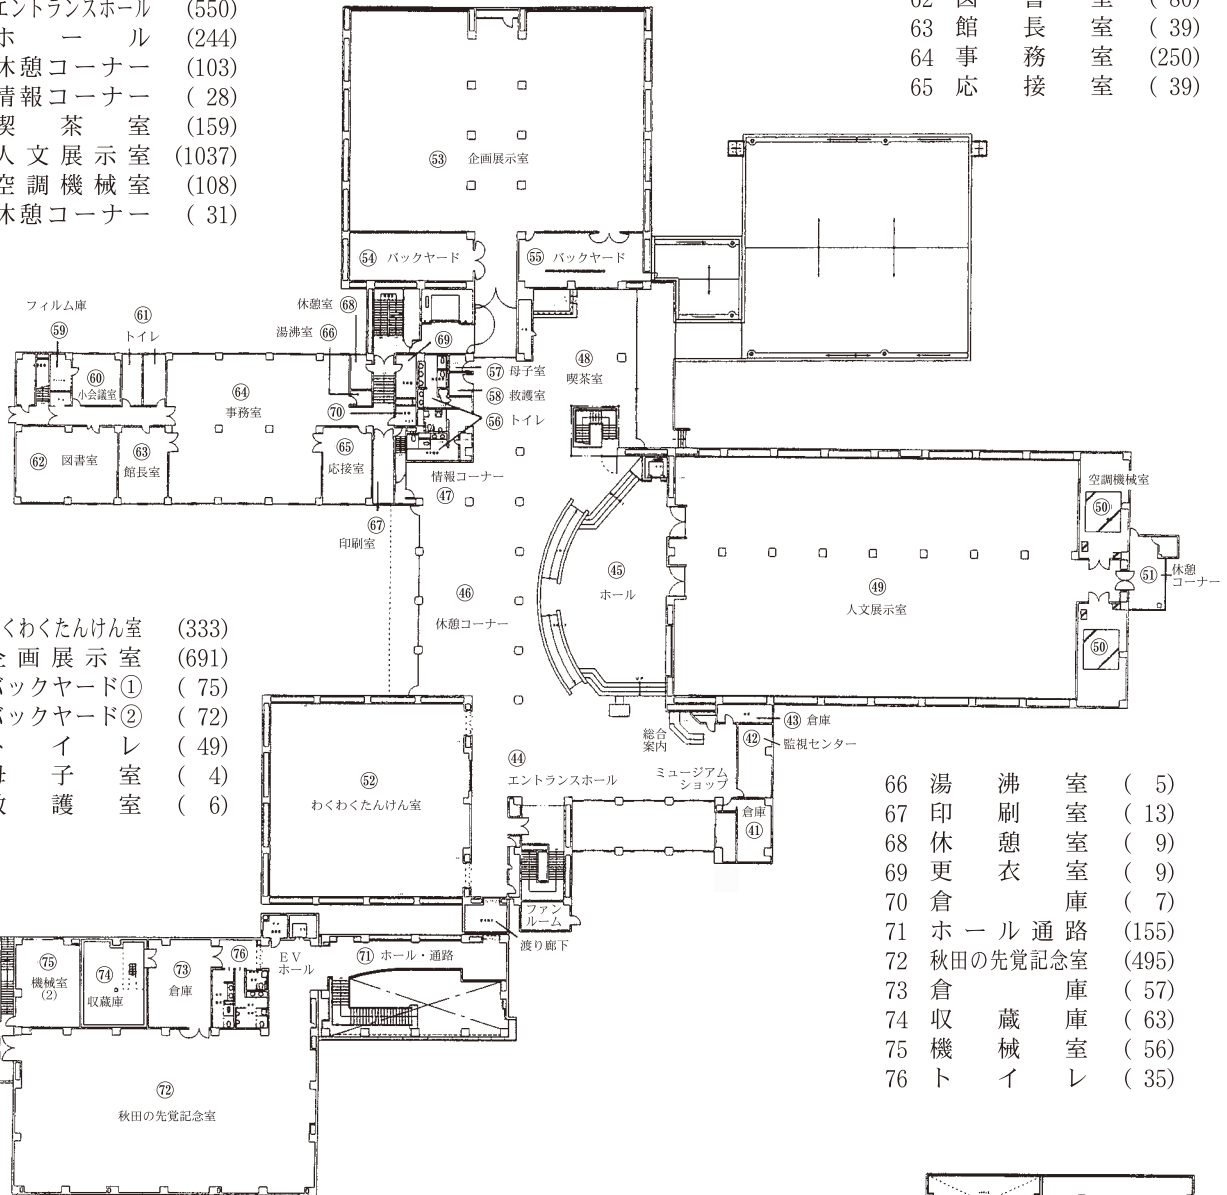 エントランスホール (550)
ホール (244)
休憩コーナー (103)
情報コーナー ( 28)
喫茶室 (159)
人文展示室 (1037)
空調機械室 (108)
休憩コーナー ( 31)
62 図書室 ( 80)
63 館長室 ( 39)
64 事務室 (250)
65 応接室 ( 39)
㊼ 情報コーナー
53 企画展示室
54 バックヤード
55 バックヤード
フィルム庫
59
61
トイレ
休憩室 68
湯沸室 66
69
60
小会議室
64
事務室
70
57 母子室
58 救護室
56 トイレ
48
喫茶室
62 図書室
63
館長室
65
応接室
67
印刷室
空調機械室
50
51 休憩
コーナー
45
ホール
49
人文展示室
46
休憩コーナー
50
わくわくたんけん室 (333)
企画展示室 (691)
バックヤード① ( 75)
バックヤード② ( 72)
トイレ ( 49)
母子室 ( 4)
救護室 ( 6)
52
わくわくたんけん室
44
エントランスホール
総合
案内
43 倉庫
42
監視センター
ミュージアム
ショップ
倉庫
41
ファン
ルーム
渡り廊下
66 湯沸室 ( 5)
67 印刷室 ( 13)
68 休憩室 ( 9)
69 更衣室 ( 9)
70 倉庫 ( 7)
71 ホール通路 (155)
72 秋田の先覚記念室 (495)
73 倉庫 ( 57)
74 収蔵庫 ( 63)
75 機械室 ( 56)
76 トイレ ( 35)
75
機械室
(2)
74
収蔵庫
73
倉庫
76
EV
ホール
71 ホール・通路
72
秋田の先覚記念室